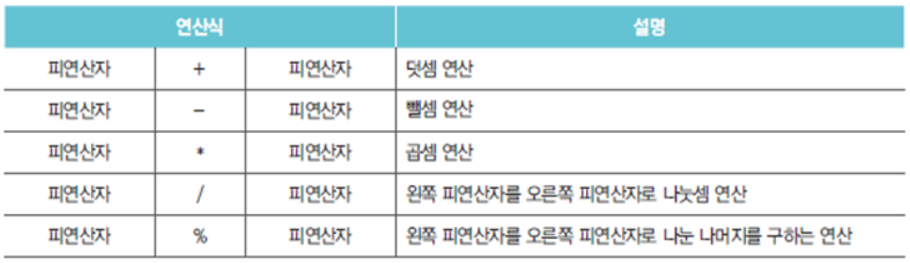 연산식 설명
피연산자 + 피연산자 덧셈 연산
피연산자 - 피연산자 뺄셈 연산
피연산자 * 피연산자 곱셈 연산
피연산자 / 피연산자 왼쪽 피연산자를 오른쪽 피연산자로 나눗셈 연산
피연산자 % 피연산자 왼쪽 피연산자를 오른쪽 피연산자로 나눈 나머지를 구하는 연산